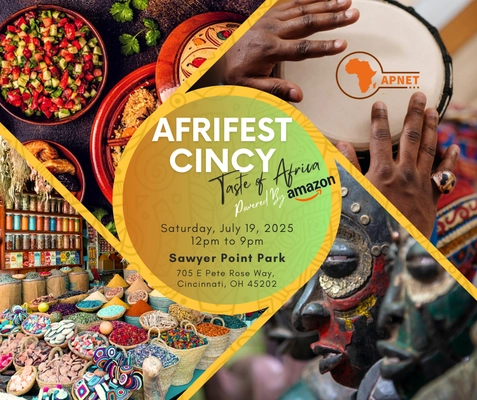 APNET
AFRIFEST
CINCY
Taste of Africa
Powered By amazon
Saturday, July 19, 2025
12pm to 9pm
Sawyer Point Park
705 E Pete Rose Way,
Cincinnati, OH 45202